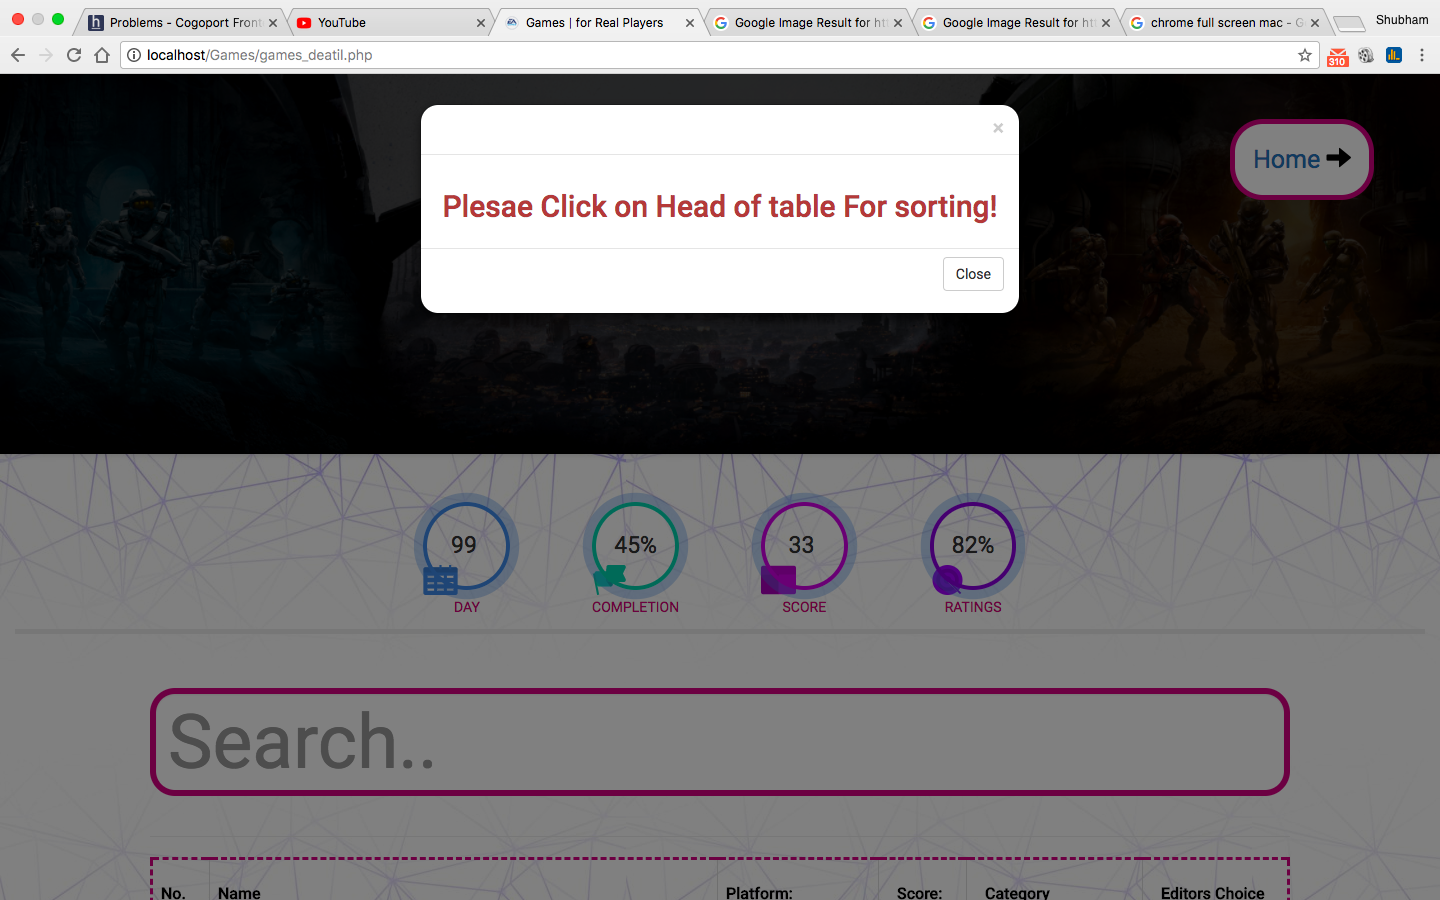 Problems - Cogoport Front
YouTube
Games | for Real Players
Google Image Result for htt
Google Image Result for htt
chrome full screen mac - G
Shubham
localhost/Games/games_deatil.php
310
×
Home
Plesae Click on Head of table For sorting!
Close
99
45%
33
82%
DAY
COMPLETION
SCORE
RATINGS
Search..
No. Name Platform: Score: Category Editors Choice